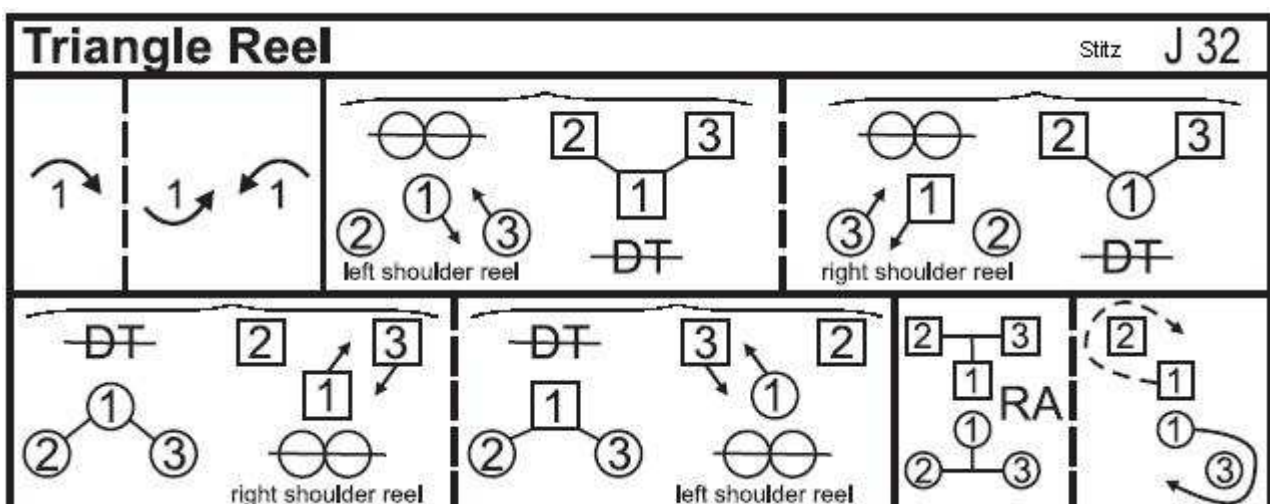 Triangle Reel Stitz J 32
1 1 1
2 3
1 1
2 3 DT
left shoulder reel
2 3
1 1
3 2 DT
right shoulder reel
DT 2 3
1 1
2 3
right shoulder reel
DT 3 2
1 1
2 3
left shoulder reel
2 3
1
RA
1
2 3
2
1
1
3